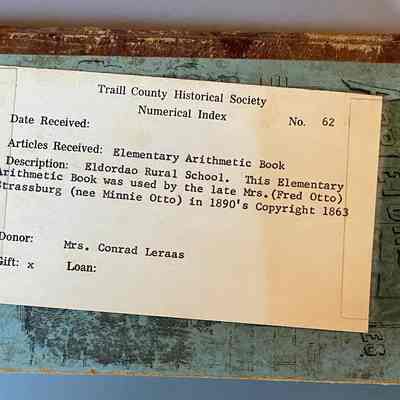 Traill County Historical Society
Numerical Index
Date Received: No. 62
Articles Received: Elementary Arithmetic Book
Description: Eldordao Rural School. This Elementary
Arithmetic Book was used by the late Mrs.(Fred Otto)
Strassburg (nee Minnie Otto) in 1890's Copyright 1863
Donor: Mrs. Conrad Leraas
Gift: x Loan: